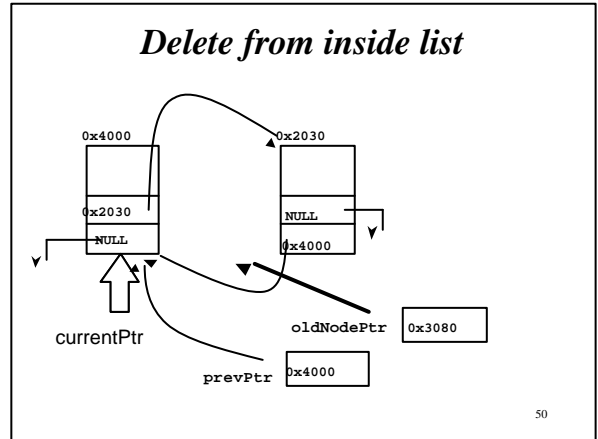 Delete from inside list
0x4000
0x2030
0x2030
NULL
NULL
0x4000
currentPtr
oldNodePtr
0x3080
prevPtr
0x4000
50